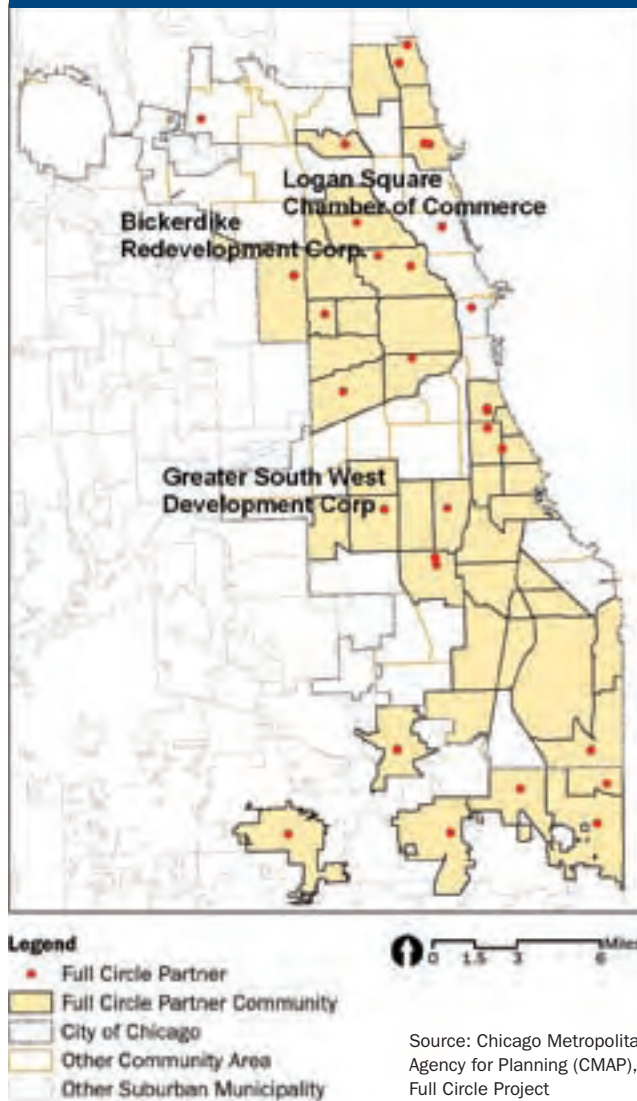 Logan Square
Chamber of Commerce
Bickerdike
Redevelopment Corp.
Greater South West
Development Corp
Legend
Full Circle Partner
Full Circle Partner Community
City of Chicago
Other Community Area
Other Suburban Municipality
0 1.5 3 6 Miles
Source: Chicago Metropolita
Agency for Planning (CMAP),
Full Circle Project